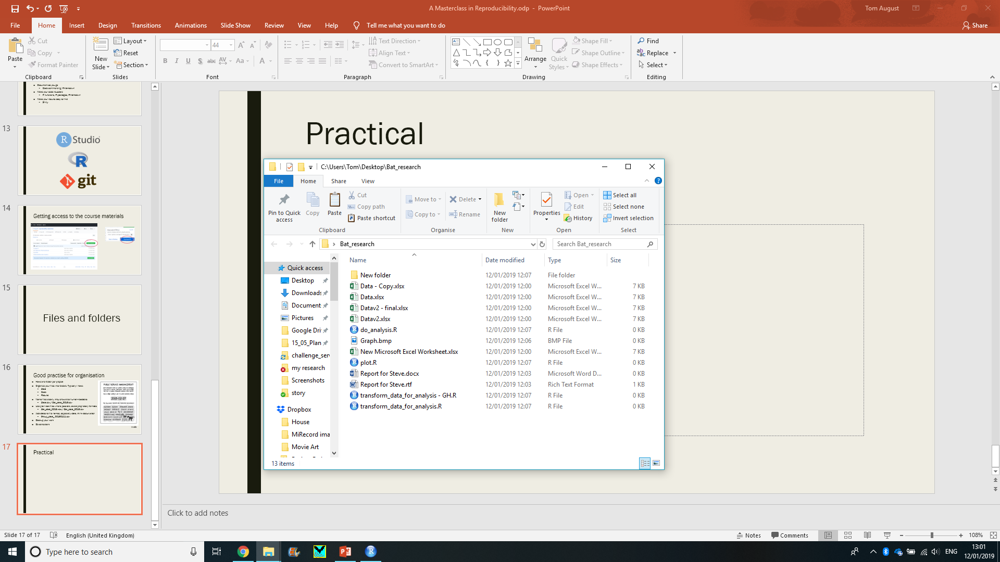 A Masterclass in Reproducibility.odp - PowerPoint
Tom August
File Home Insert Design Transitions Animations Slide Show Review View Help Tell me what you want to do Share
Paste
Cut
Copy
Format Painter
Clipboard
New Slide
Layout
Reset
Section
Slides
44
B I U S abc AV Aa A
Font
Text Direction
Align Text
Convert to SmartArt
Paragraph
Arrange
Quick Styles
Shape Fill
Shape Outline
Shape Effects
Drawing
Find
Replace
Select
Editing
13
R Studio
R
git
14
Getting access to the course materials
15
Files and folders
16
Good practise for organisation
PUBLIC SERVICE ANNOUNCEMENT
2013-02-27
17
Practical
Practical
C:\Users\Tom\Desktop\Bat_research
File Home Share View
Pin to Quick access
Copy
Paste
Cut
Copy path
Paste shortcut
Clipboard
Move to
Copy to
Delete
Rename
Organise
New folder
New
Properties
Open
Edit
History
Open
Select all
Select none
Invert selection
Select
Bat_research
Search Bat_research
Quick access
Desktop
Downloads
Document
Pictures
Google Dri
15_05_Plan
challenge_serv
my research
Screenshots
story
Dropbox
House
MiRecord ima
Movie Art
Name Date modified Type Size
New folder 12/01/2019 12:07 File folder
Data - Copy.xlsx 12/01/2019 12:00 Microsoft Excel W... 7 KB
Data.xlsx 12/01/2019 12:00 Microsoft Excel W... 7 KB
Datav2 - final.xlsx 12/01/2019 12:00 Microsoft Excel W... 7 KB
Datav2.xlsx 12/01/2019 12:00 Microsoft Excel W... 7 KB
do_analysis.R 12/01/2019 12:07 R File 0 KB
Graph.bmp 12/01/2019 12:06 BMP File 0 KB
New Microsoft Excel Worksheet.xlsx 12/01/2019 12:00 Microsoft Excel W... 7 KB
plot.R 12/01/2019 12:07 R File 0 KB
Report for Steve.docx 12/01/2019 12:03 Microsoft Word D... 0 KB
Report for Steve.rtf 12/01/2019 12:03 Rich Text Format 1 KB
transform_data_for_analysis - GH.R 12/01/2019 12:07 R File 0 KB
transform_data_for_analysis.R 12/01/2019 12:07 R File 0 KB
13 items
Click to add notes
Slide 17 of 17 English (United Kingdom)
Notes Comments 108%
Type here to search
ENG
13:01
12/01/2019